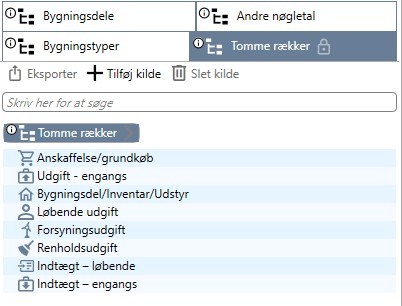 Bygningsdele
Andre nøgletal
Bygningstyper
Tomme rækker
Eksporter
Tilføj kilde
Slet kilde
Skriv her for at søge
Tomme rækker
Anskaffelse/grundkøb
Udgift - engangs
Bygningsdel/Inventar/Udstyr
Løbende udgift
Forsyningsudgift
Renholdsudgift
Indtægt – løbende
Indtægt – engangs